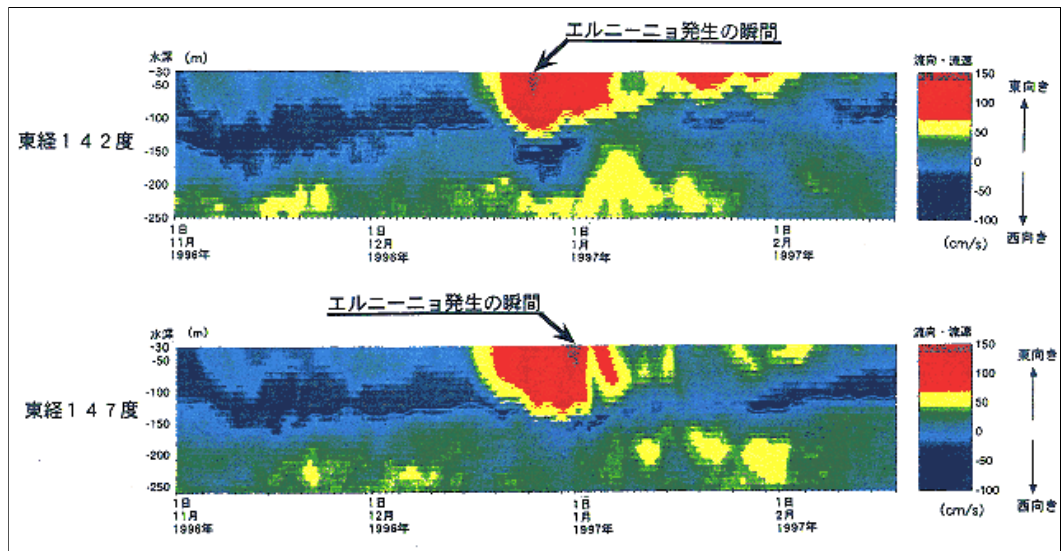 エルニーニョ発生の瞬間
水深 (m)
流向・流速
-30
-50
-100
-150
-200
-250
東経142度
150
100
50
0
-50
-100
(cm/s)
東向き
西向き
1日
11月
1996年
1日
12月
1996年
1日
1月
1997年
1日
2月
1997年
エルニーニョ発生の瞬間
水深 (m)
流向・流速
-30
-50
-100
-150
-200
-250
東経147度
150
100
50
0
-50
-100
(cm/s)
東向き
西向き
1日
11月
1996年
1日
12月
1996年
1日
1月
1997年
1日
2月
1997年